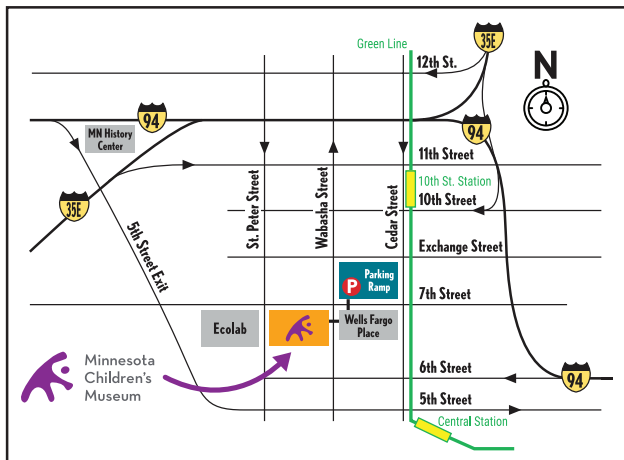 Green Line
35E
12th St.
N
94
MN History
Center
94
11th Street
10th St. Station
10th Street
35E
St. Peter Street
Wabasha Street
Cedar Street
5th Street Exit
Exchange Street
P
Parking
Ramp
7th Street
Ecolab
Wells Fargo
Place
Minnesota
Children's
Museum
6th Street
94
5th Street
Central Station